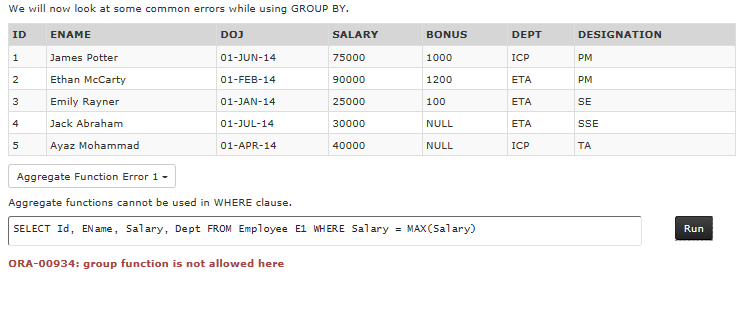 We will now look at some common errors while using GROUP BY.
ID ENAME DOJ SALARY BONUS DEPT DESIGNATION
1 James Potter 01-JUN-14 75000 1000 ICP PM
2 Ethan McCarty 01-FEB-14 90000 1200 ETA PM
3 Emily Rayner 01-JAN-14 25000 100 ETA SE
4 Jack Abraham 01-JUL-14 30000 NULL ETA SSE
5 Ayaz Mohammad 01-APR-14 40000 NULL ICP TA
Aggregate Function Error 1
Aggregate functions cannot be used in WHERE clause.
SELECT Id, EName, Salary, Dept FROM Employee E1 WHERE Salary = MAX(Salary)
Run
ORA-00934: group function is not allowed here